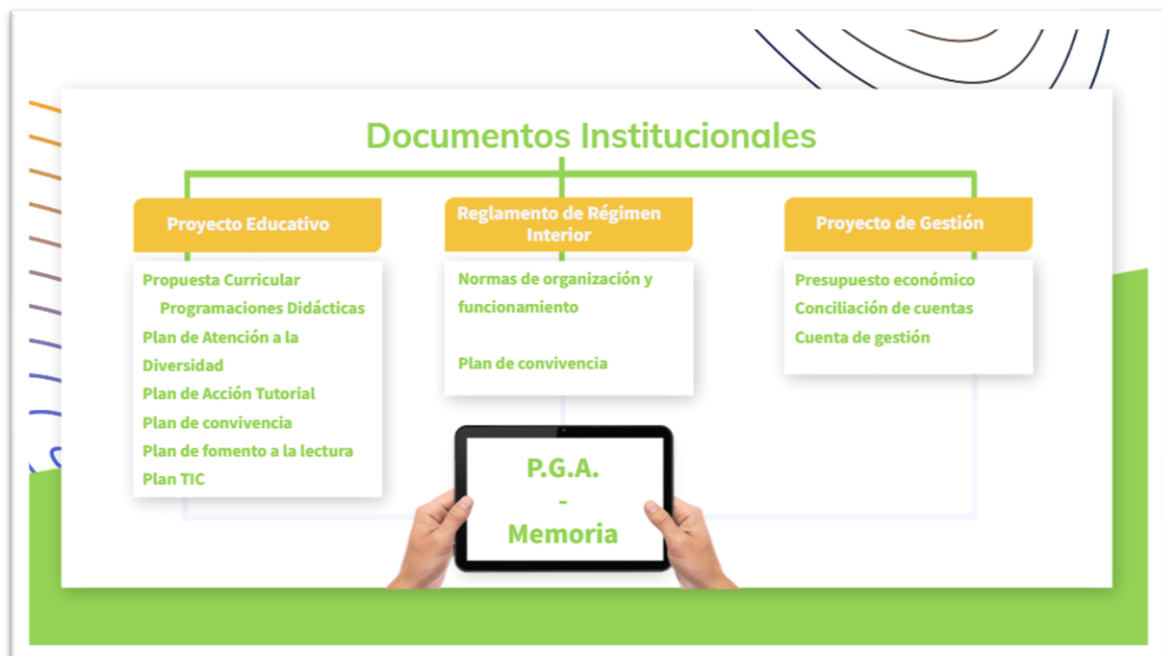 Documentos Institucionales
Proyecto Educativo
Propuesta Curricular
Programaciones Didácticas
Plan de Atención a la
Diversidad
Plan de Acción Tutorial
Plan de convivencia
Plan de fomento a la lectura
Plan TIC
Reglamento de Régimen
Interior
Normas de organización y
funcionamiento
Plan de convivencia
Proyecto de Gestión
Presupuesto económico
Conciliación de cuentas
Cuenta de gestión
P.G.A.
-
Memoria